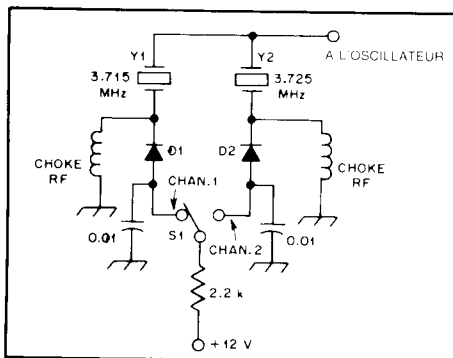 Y1
Y2
A L'OSCILLATEUR
3.715
MHz
3.725
MHz
D1
D2
CHOKE
RF
CHOKE
RF
CHAN.1
0.01
S1
CHAN.2
0.01
2.2 k
+12 V